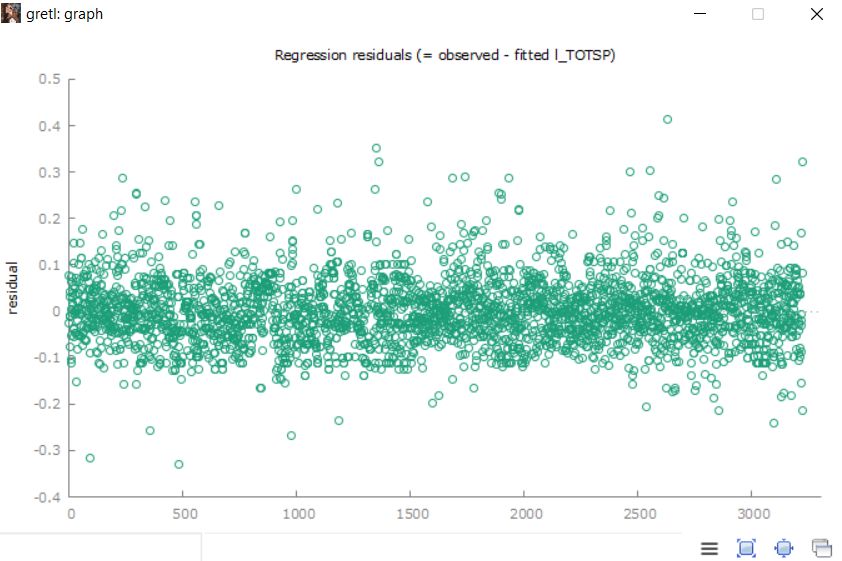 gretl: graph
Regression residuals (= observed - fitted l_TOTSP)
0.5
0.4
0.3
0.2
0.1
0
-0.1
-0.2
-0.3
-0.4
residual
0 500 1000 1500 2000 2500 3000